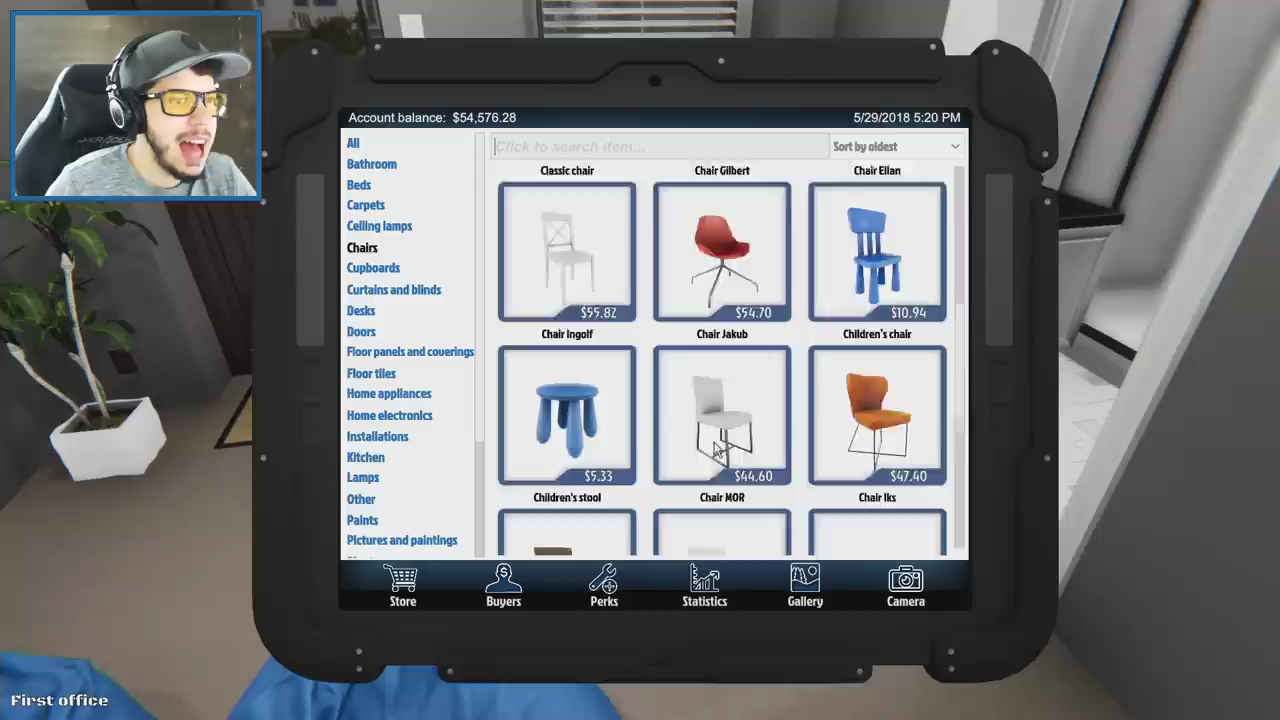 Account balance: $54,576.28
5/29/2018 5:20 PM
All
Bathroom
Beds
Carpets
Ceiling lamps
Chairs
Cupboards
Curtains and blinds
Desks
Doors
Floor panels and coverings
Floor tiles
Home appliances
Home electronics
Installations
Kitchen
Lamps
Other
Paints
Pictures and paintings
Click to search item...
Sort by oldest
Classic chair
Chair Gilbert
Chair Ellan
$55.82
$54.70
$10.94
Chair Ingolf
Chair Jakub
Children's chair
$5.33
$44.60
$47.40
Children's stool
Chair MOR
Chair Iks
Store
Buyers
Perks
Statistics
Gallery
Camera
First office